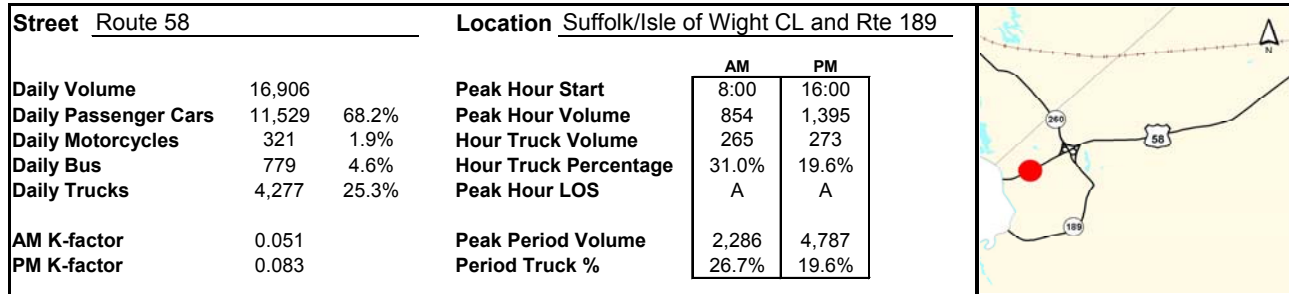 Street Route 58 Location Suffolk/Isle of Wight CL and Rte 189
AM PM
Daily Volume 16,906 Peak Hour Start 8:00 16:00
Daily Passenger Cars 11,529 68.2% Peak Hour Volume 854 1,395
Daily Motorcycles 321 1.9% Hour Truck Volume 265 273
Daily Bus 779 4.6% Hour Truck Percentage 31.0% 19.6%
Daily Trucks 4,277 25.3% Peak Hour LOS A A
AM K-factor 0.051 Peak Period Volume 2,286 4,787
PM K-factor 0.083 Period Truck % 26.7% 19.6%
N
260
58
189